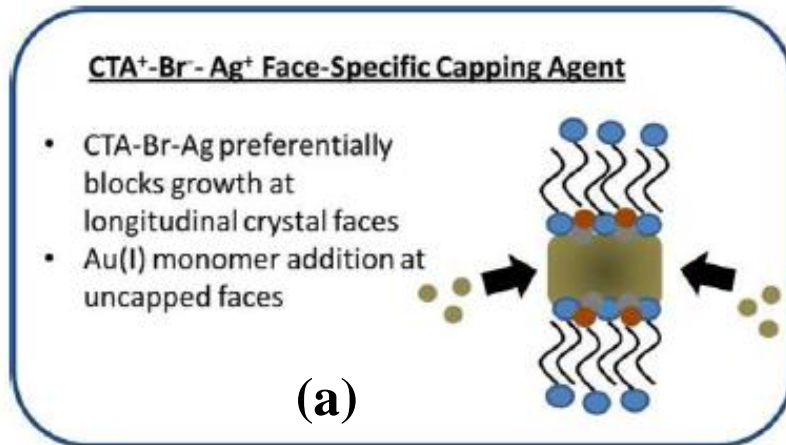 CTA⁺-Br⁻- Ag⁺ Face-Specific Capping Agent
• CTA-Br-Ag preferentially
blocks growth at
longitudinal crystal faces
• Au(I) monomer addition at
uncapped faces
(a)